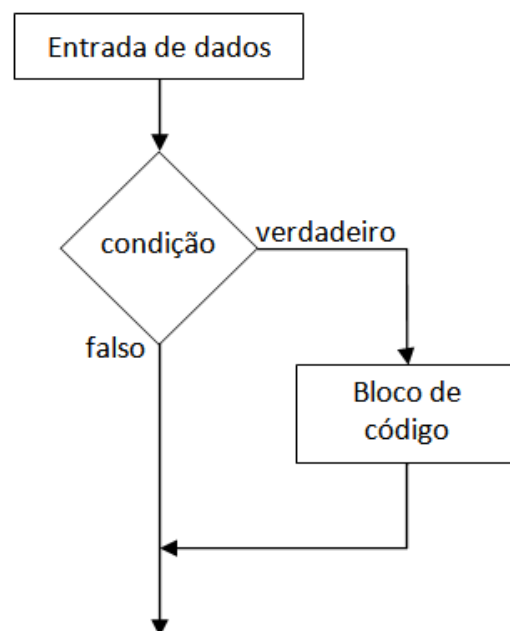 Entrada de dados
condição
verdadeiro
falso
Bloco de
código